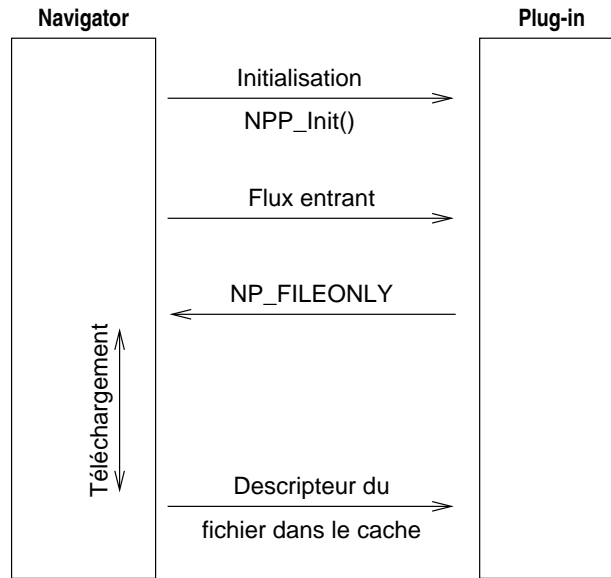 Navigator
Plug-in
Initialisation
NPP_Init()
Flux entrant
NP_FILEONLY
Téléchargement
Descripteur du
fichier dans le cache